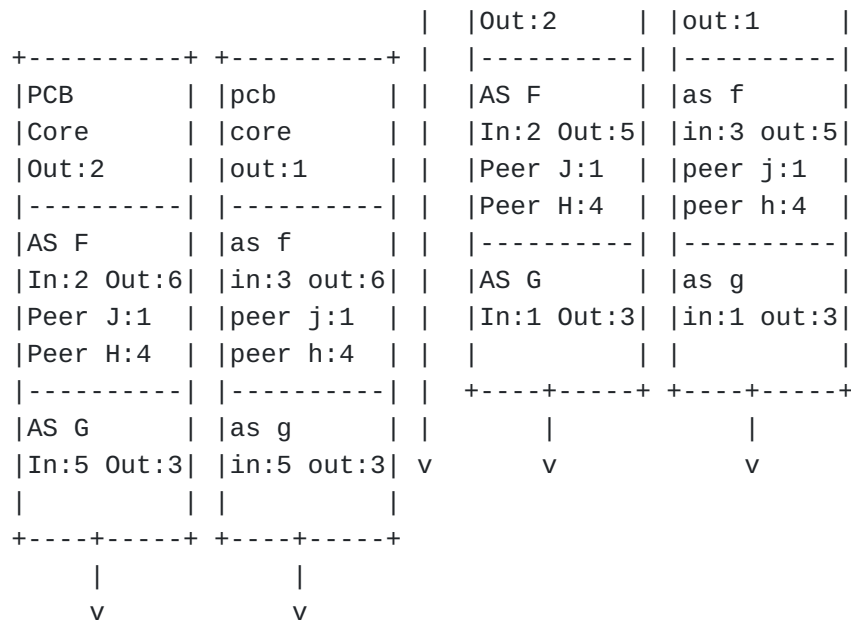 |  |Out:2     | |out:1     |
+----------+ +----------+  |  |----------| |----------|
|PCB       | |pcb       |  |  |AS F      | |as f      |
|Core      | |core      |  |  |In:2 Out:5| |in:3 out:5|
|Out:2     | |out:1     |  |  |Peer J:1  | |peer j:1  |
|----------| |----------|  |  |Peer H:4  | |peer h:4  |
|AS F      | |as f      |  |  |----------| |----------|
|In:2 Out:6| |in:3 out:6|  |  |AS G      | |as g      |
|Peer J:1  | |peer j:1  |  |  |In:1 Out:3| |in:1 out:3|
|Peer H:4  | |peer h:4  |  |  |          | |          |
|----------| |----------|  |  +----+-----+ +----+-----+
|AS G      | |as g      |  |       |            |
|In:5 Out:3| |in:5 out:3|  v       v            v
|          | |          |
+----+-----+ +----+-----+
     |            |
     v            v